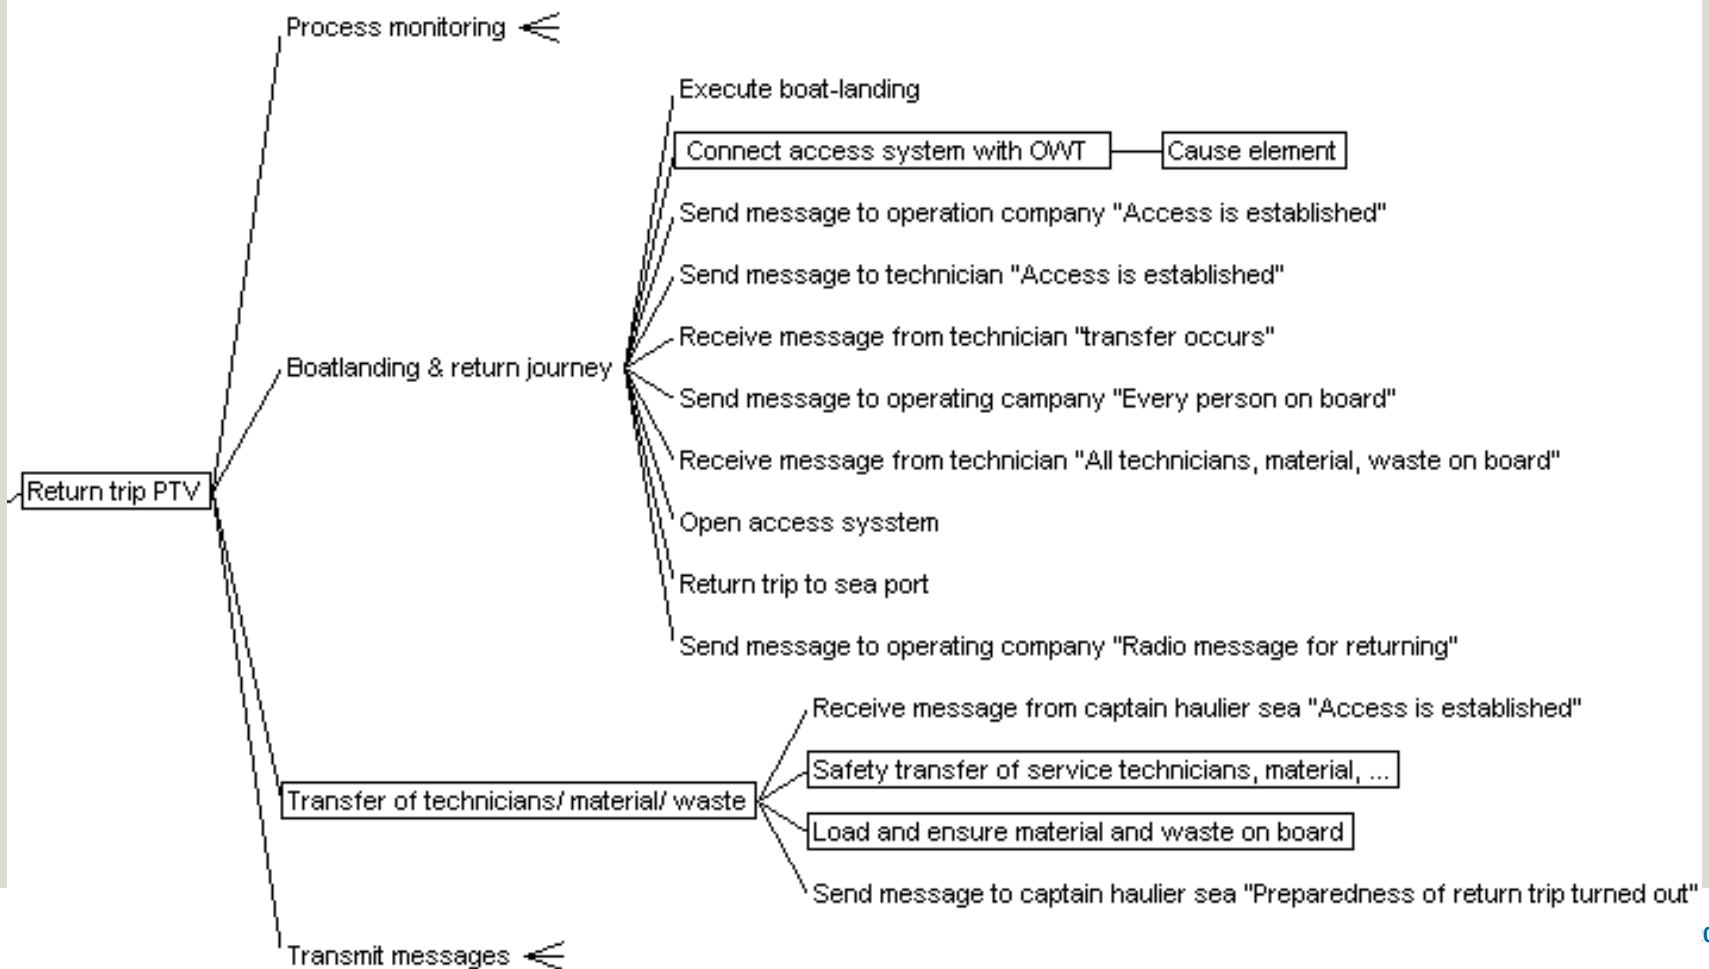 Process monitoring
Execute boat-landing
Connect access system with OWT
Cause element
Send message to operation company "Access is established"
Send message to technician "Access is established"
Receive message from technician "transfer occurs"
Boatlanding & return journey
Send message to operating campany "Every person on board"
Receive message from technician "All technicians, material, waste on board"
Return trip PTV
Open access sysstem
Return trip to sea port
Send message to operating company "Radio message for returning"
Receive message from captain haulier sea "Access is established"
Safety transfer of service technicians, material, ...
Transfer of technicians/ material/ waste
Load and ensure material and waste on board
Send message to captain haulier sea "Preparedness of return trip turned out"
Transmit messages